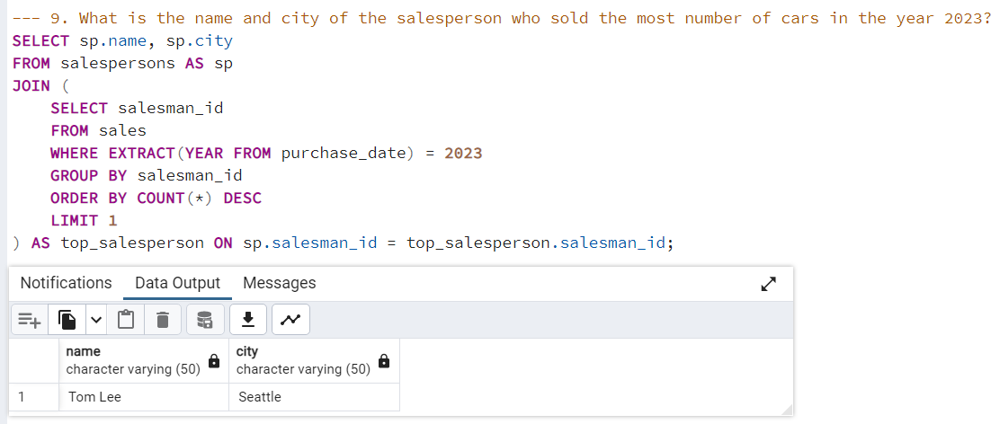 --- 9. What is the name and city of the salesperson who sold the most number of cars in the year 2023?
SELECT sp.name, sp.city
FROM salespersons AS sp
JOIN (
    SELECT salesman_id
    FROM sales
    WHERE EXTRACT(YEAR FROM purchase_date) = 2023
    GROUP BY salesman_id
    ORDER BY COUNT(*) DESC
    LIMIT 1
) AS top_salesperson ON sp.salesman_id = top_salesperson.salesman_id;
Notifications Data Output Messages
name city
character varying (50) character varying (50)
1 Tom Lee Seattle